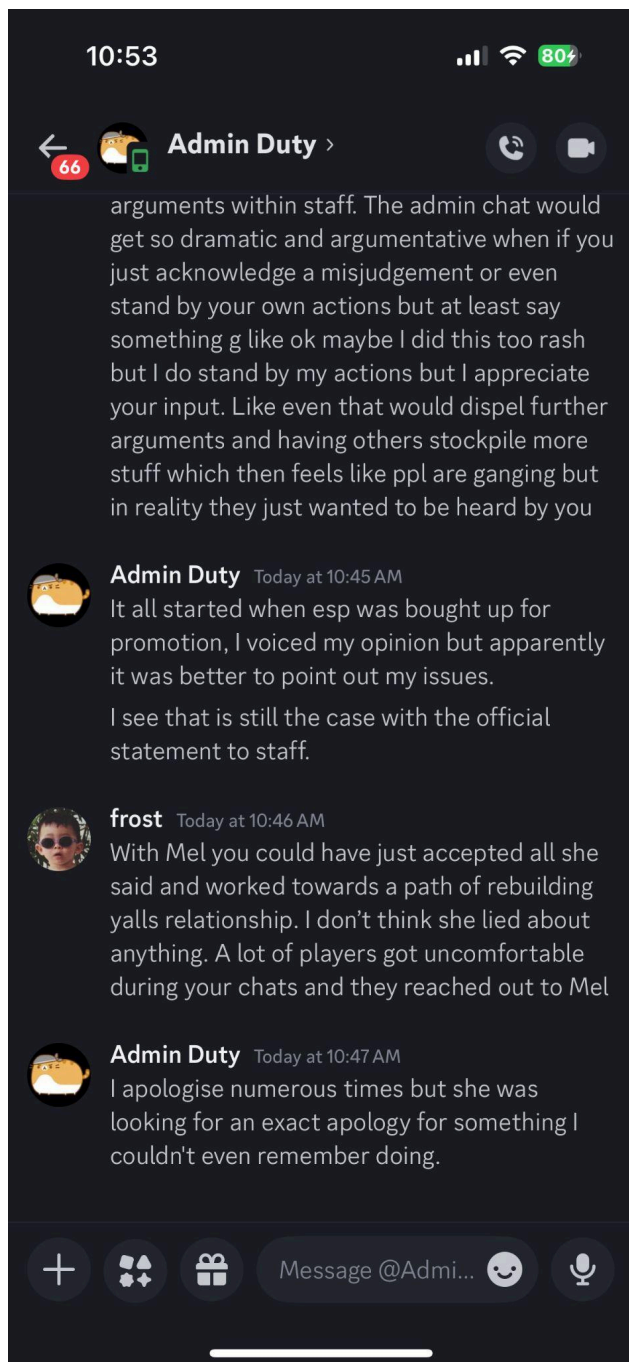 10:53
80
66
Admin Duty ›
arguments within staff. The admin chat would
get so dramatic and argumentative when if you
just acknowledge a misjudgement or even
stand by your own actions but at least say
something g like ok maybe I did this too rash
but I do stand by my actions but I appreciate
your input. Like even that would dispel further
arguments and having others stockpile more
stuff which then feels like ppl are ganging but
in reality they just wanted to be heard by you
Admin Duty Today at 10:45 AM
It all started when esp was bought up for
promotion, I voiced my opinion but apparently
it was better to point out my issues.
I see that is still the case with the official
statement to staff.
frost Today at 10:46 AM
With Mel you could have just accepted all she
said and worked towards a path of rebuilding
yalls relationship. I don’t think she lied about
anything. A lot of players got uncomfortable
during your chats and they reached out to Mel
Admin Duty Today at 10:47 AM
I apologise numerous times but she was
looking for an exact apology for something I
couldn't even remember doing.
Message @Admi...